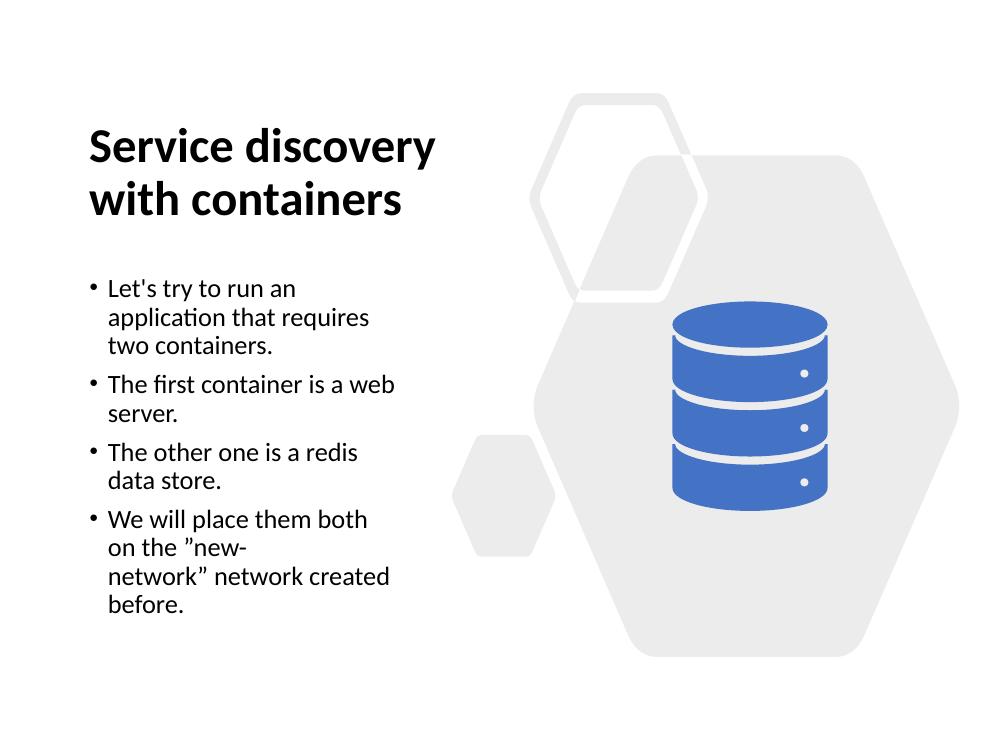 Service discovery
with containers
• Let's try to run an
application that requires
two containers.
• The first container is a web
server.
• The other one is a redis
data store.
• We will place them both
on the ”new-
network” network created
before.